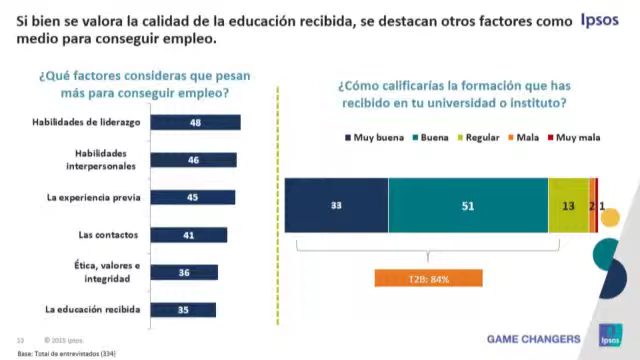 Si bien se valora la calidad de la educación recibida, se destacan otros factores como
medio para conseguir empleo.
Ipsos
¿Qué factores consideras que pesan
más para conseguir empleo?
Habilidades de liderazgo 48
Habilidades
interpersonales 46
La experiencia previa 45
Las contactos 41
Ética, valores e
integridad 36
La educación recibida 35
¿Cómo calificarías la formación que has
recibido en tu universidad o instituto?
Muy buena Buena Regular Mala Muy mala
33 51 13 2 1
T2B: 84%
© 2015 Ipsos
Base: Total de entrevistados (334)
GAME CHANGERS
Ipsos